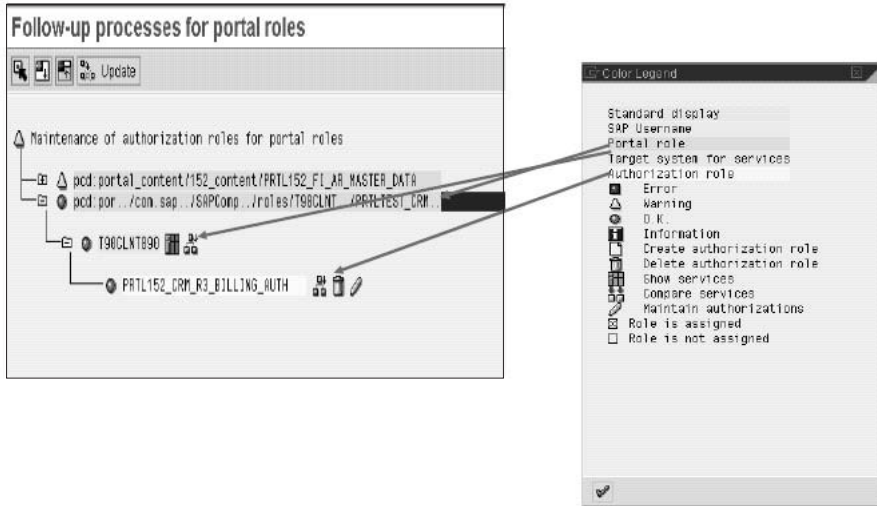 Follow-up processes for portal roles
Update
Maintenance of authorization roles for portal roles
pcd:portal_content/152_content/PRTL152_FI_AR_MASTER_DATA
pcd:por../com.sap../SAPComp../roles/T90CLNT../PRTLTEST_CRM..
T90CLNT090
PRTL152_CRM_R3_BILLING_AUTH
Color Legend
Standard display
SAP Username
Portal role
Target system for services
Authorization role
Error
Warning
O.K.
Information
Create authorization role
Delete authorization role
Show services
Compare services
Maintain authorizations
Role is assigned
Role is not assigned